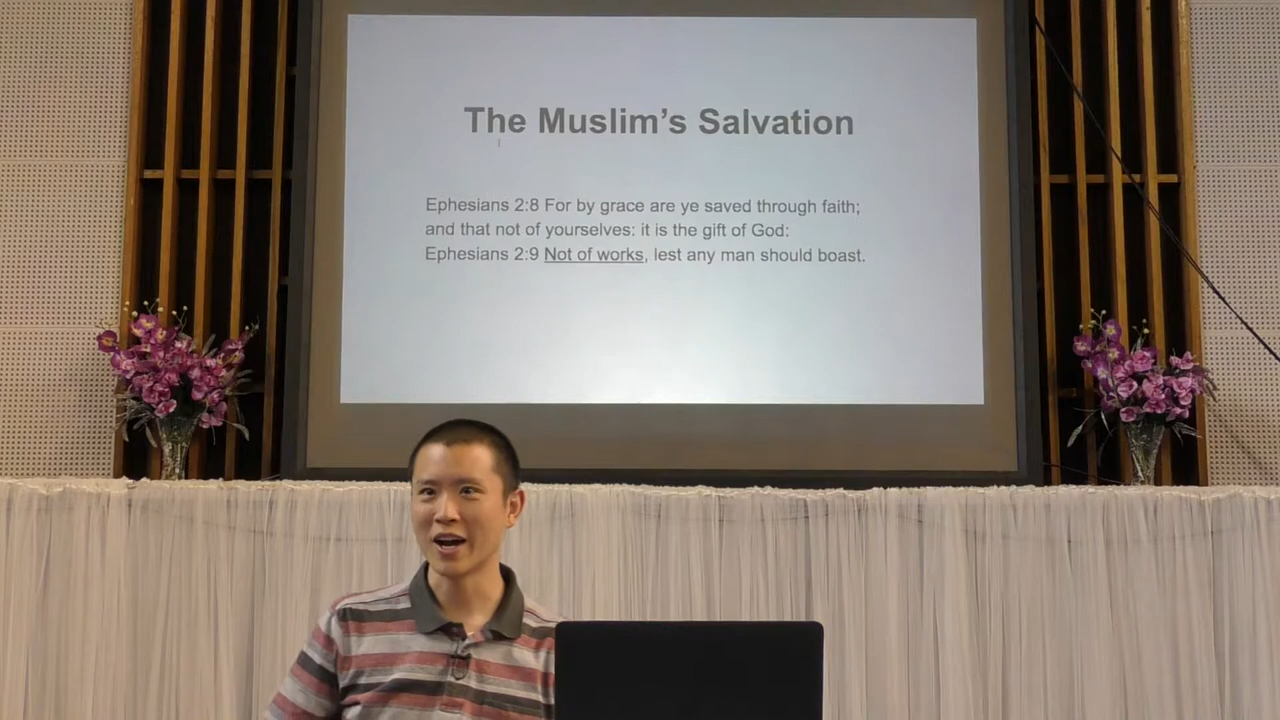 The Muslim’s Salvation
Ephesians 2:8 For by grace are ye saved through faith;
and that not of yourselves: it is the gift of God:
Ephesians 2:9 Not of works, lest any man should boast.